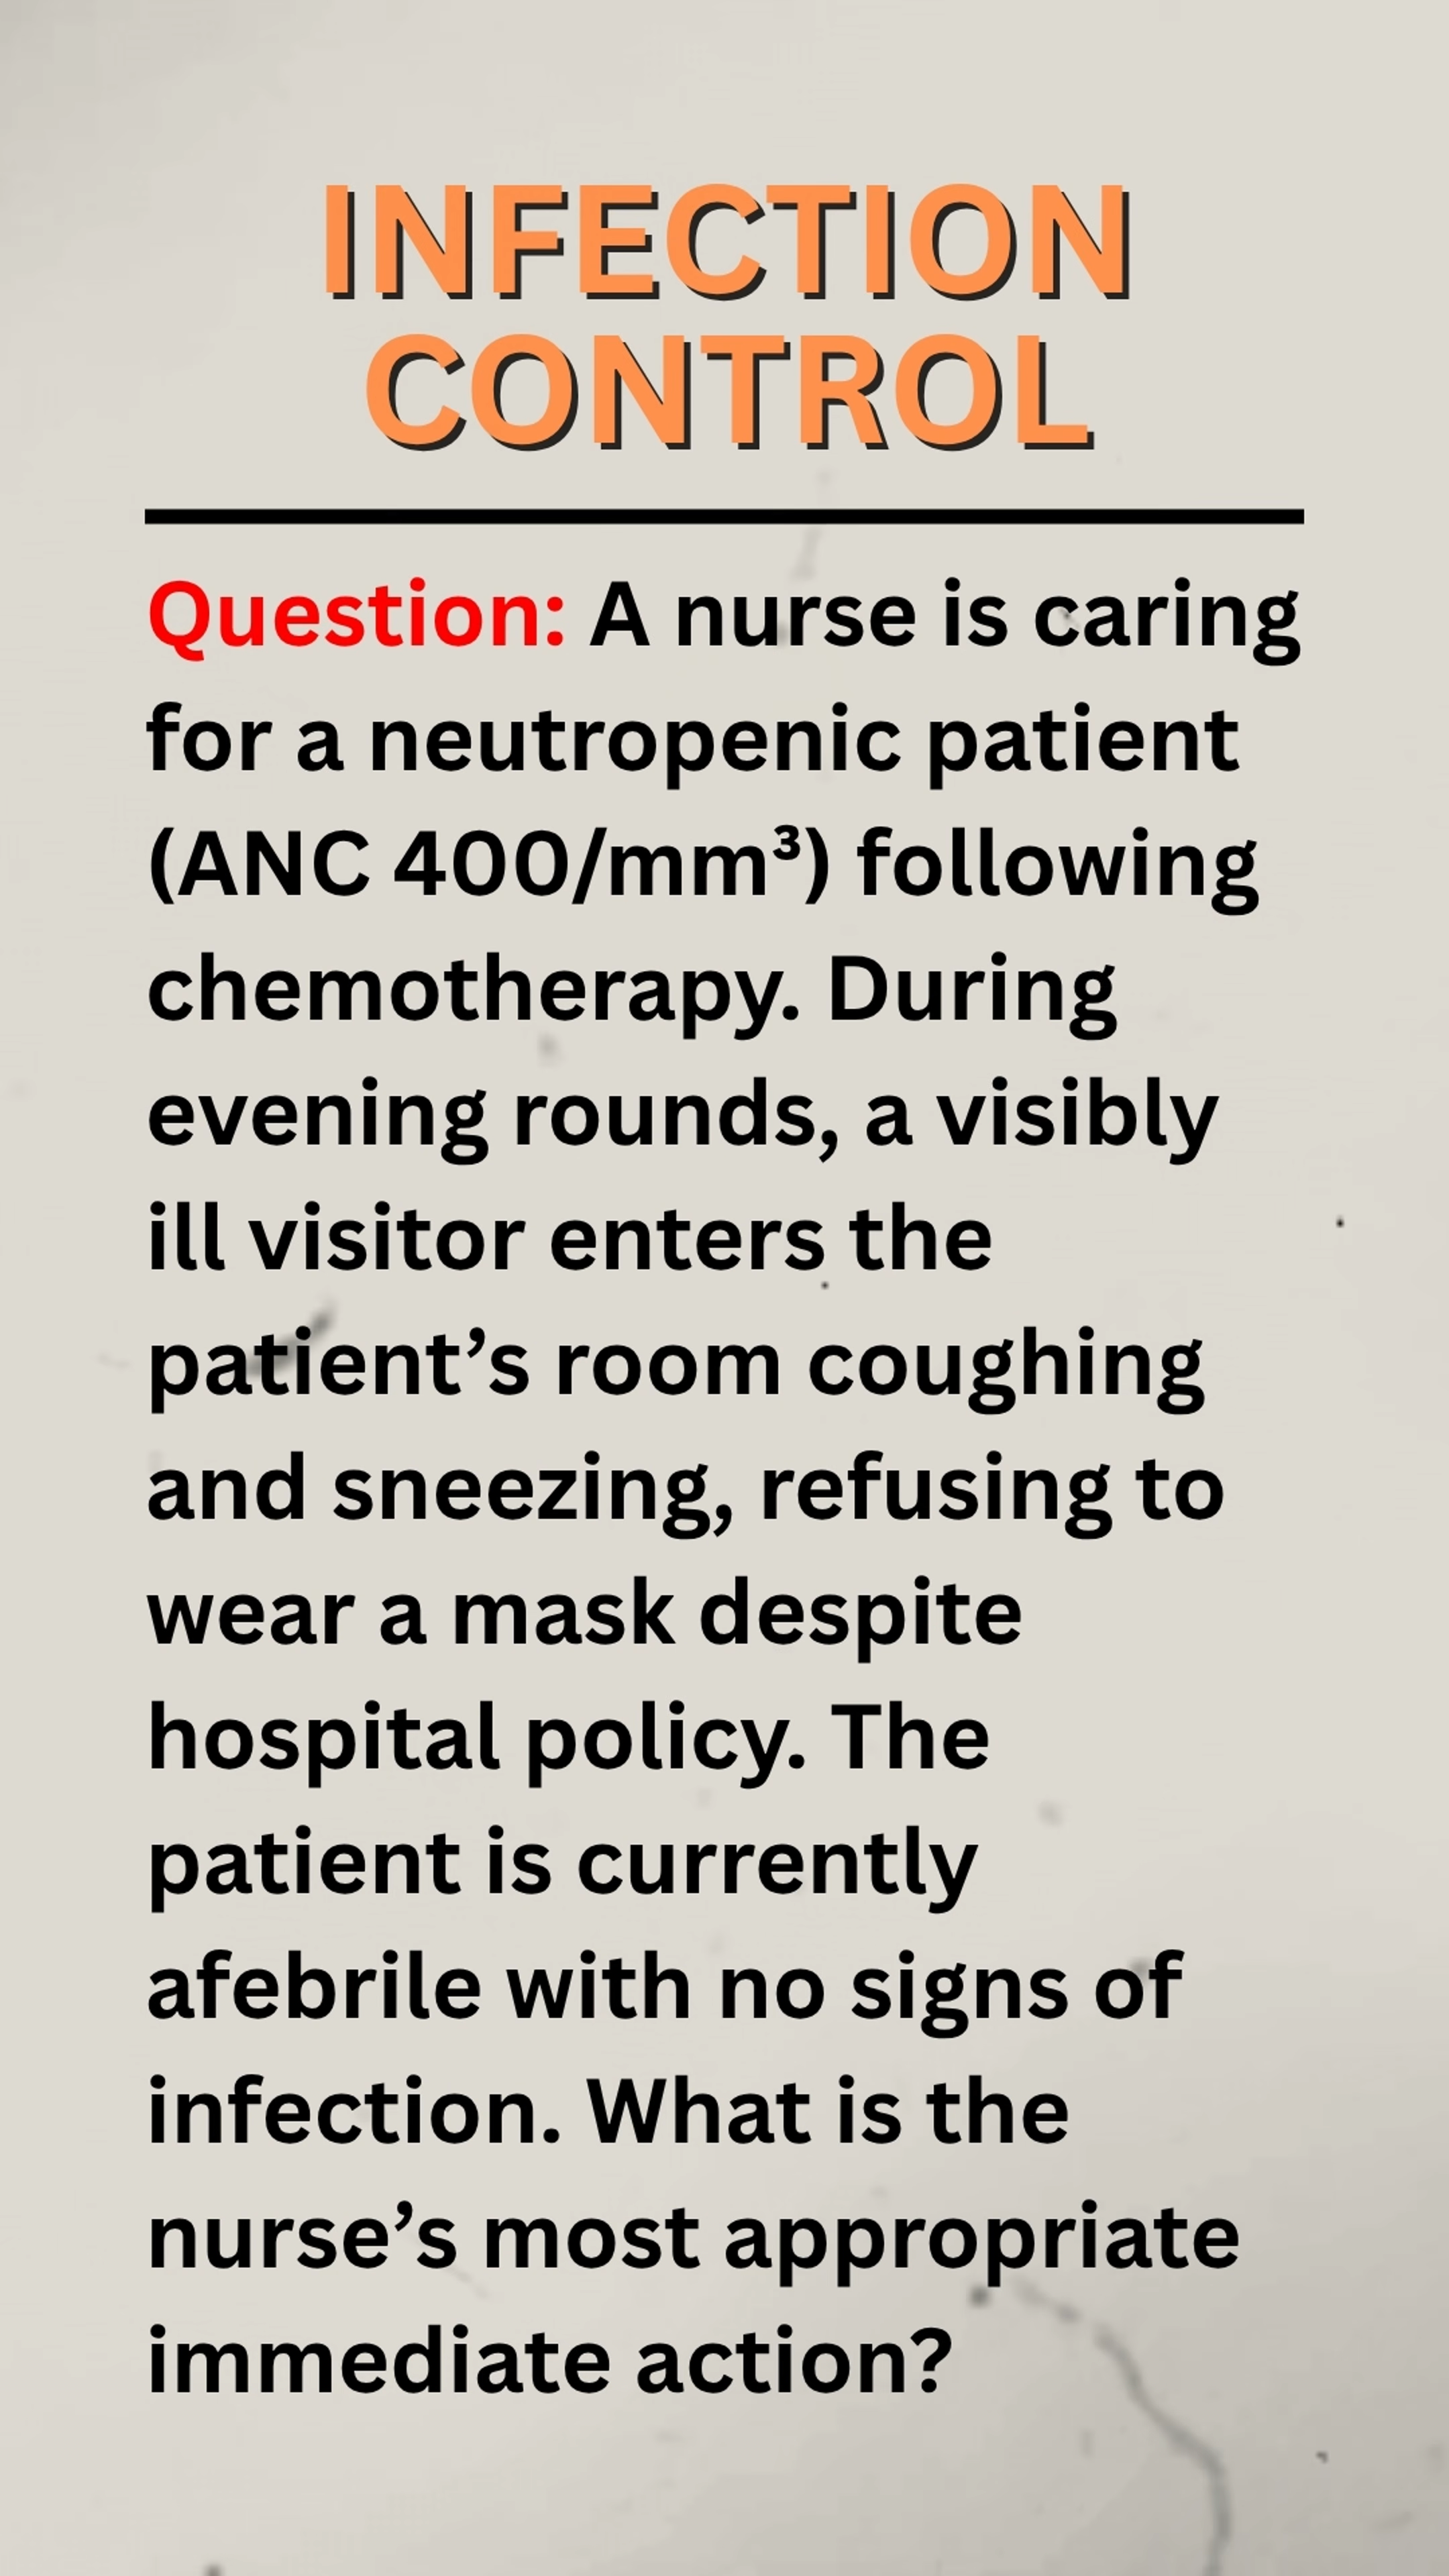 INFECTION
CONTROL
Question: A nurse is caring
for a neutropenic patient
(ANC 400/mm³) following
chemotherapy. During
evening rounds, a visibly
ill visitor enters the
patient’s room coughing
and sneezing, refusing to
wear a mask despite
hospital policy. The
patient is currently
afebrile with no signs of
infection. What is the
nurse’s most appropriate
immediate action?